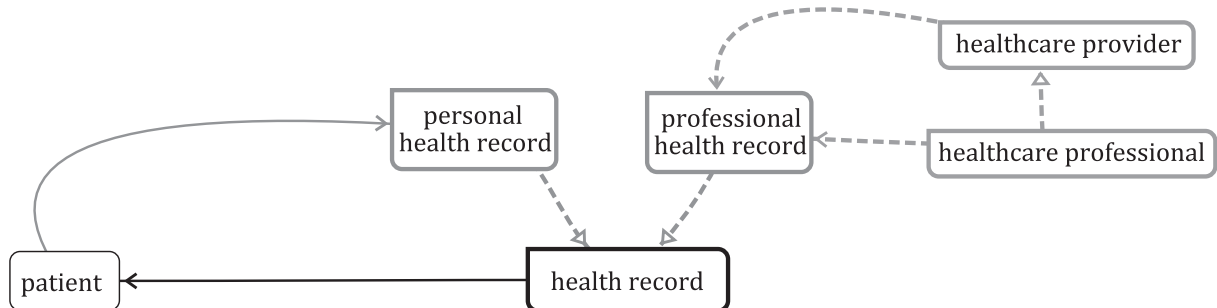 healthcare provider
personal
health record
professional
health record
healthcare professional
patient
health record